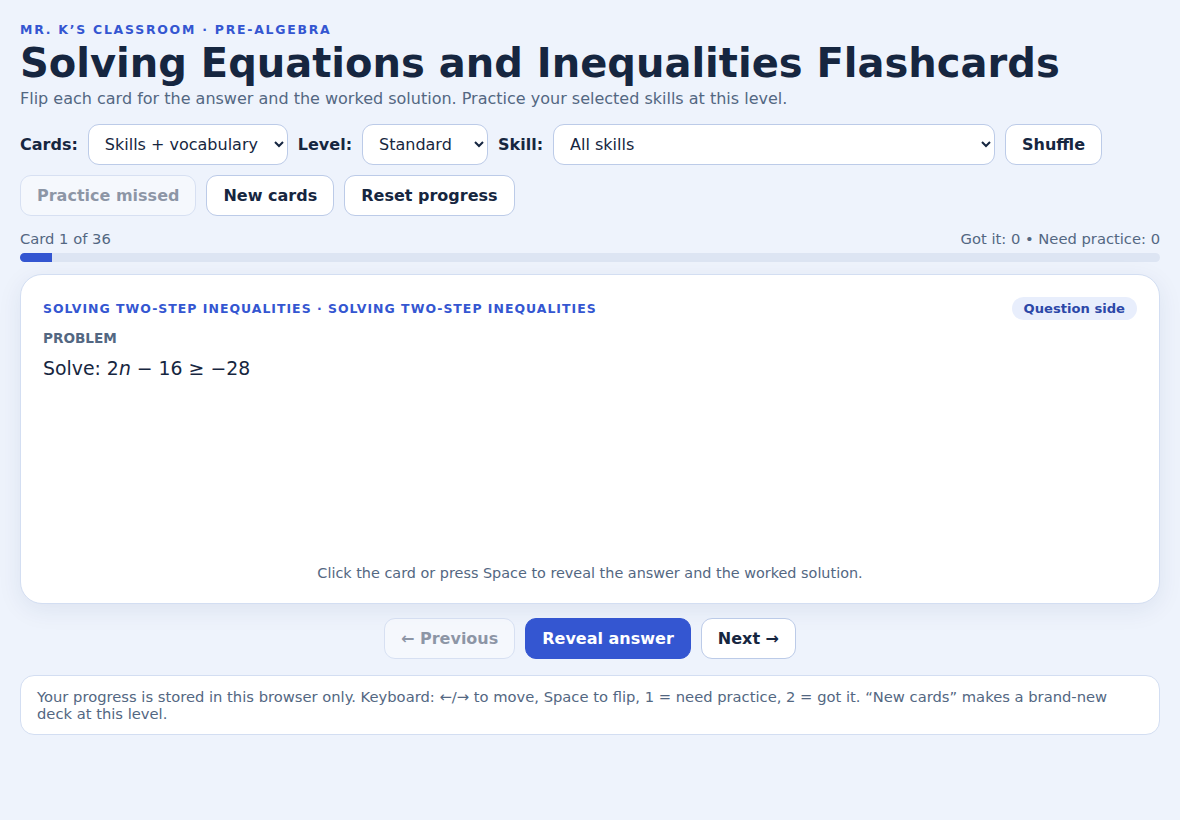 MR. K’S CLASSROOM · PRE-ALGEBRA
Solving Equations and Inequalities Flashcards
Flip each card for the answer and the worked solution. Practice your selected skills at this level.
Cards: Skills + vocabulary Level: Standard Skill: All skills Shuffle
Practice missed New cards Reset progress
Card 1 of 36 Got it: 0 • Need practice: 0
SOLVING TWO-STEP INEQUALITIES · SOLVING TWO-STEP INEQUALITIES Question side
PROBLEM
Solve: 2n − 16 ≥ −28
Click the card or press Space to reveal the answer and the worked solution.
← Previous Reveal answer Next →
Your progress is stored in this browser only. Keyboard: ←/→ to move, Space to flip, 1 = need practice, 2 = got it. “New cards” makes a brand-new
deck at this level.